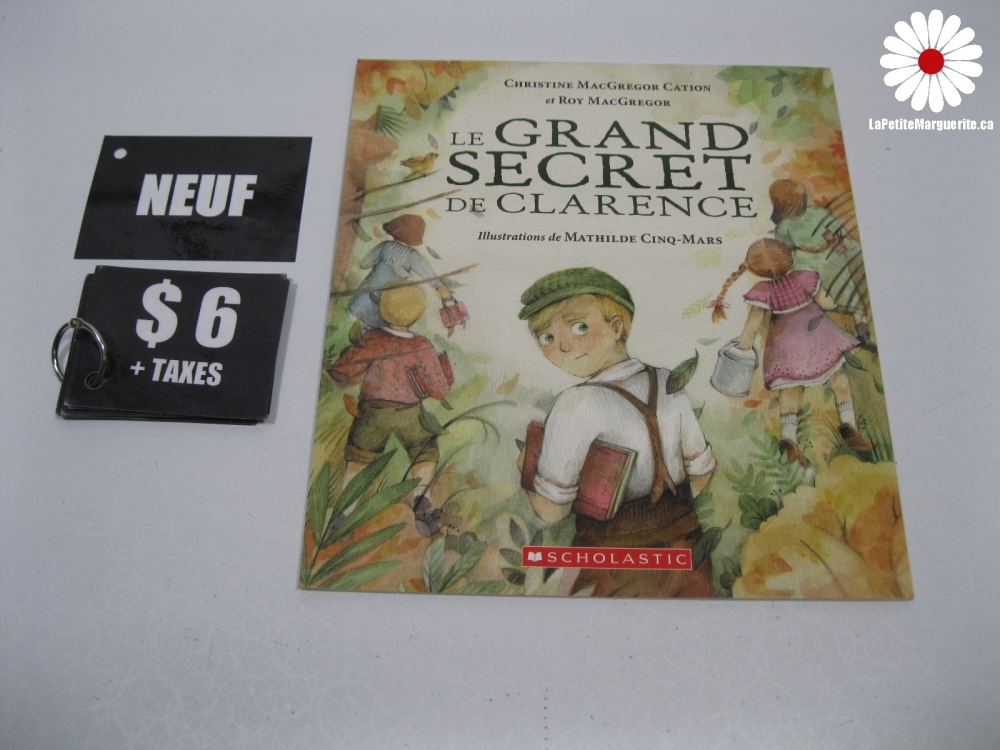 LaPetiteMarguerite.ca
NEUF
$ 6
+ TAXES
CHRISTINE MACGREGOR CATION
et ROY MACGREGOR
LE GRAND
SECRET
DE CLARENCE
Illustrations de MATHILDE CINQ-MARS
SCHOLASTIC